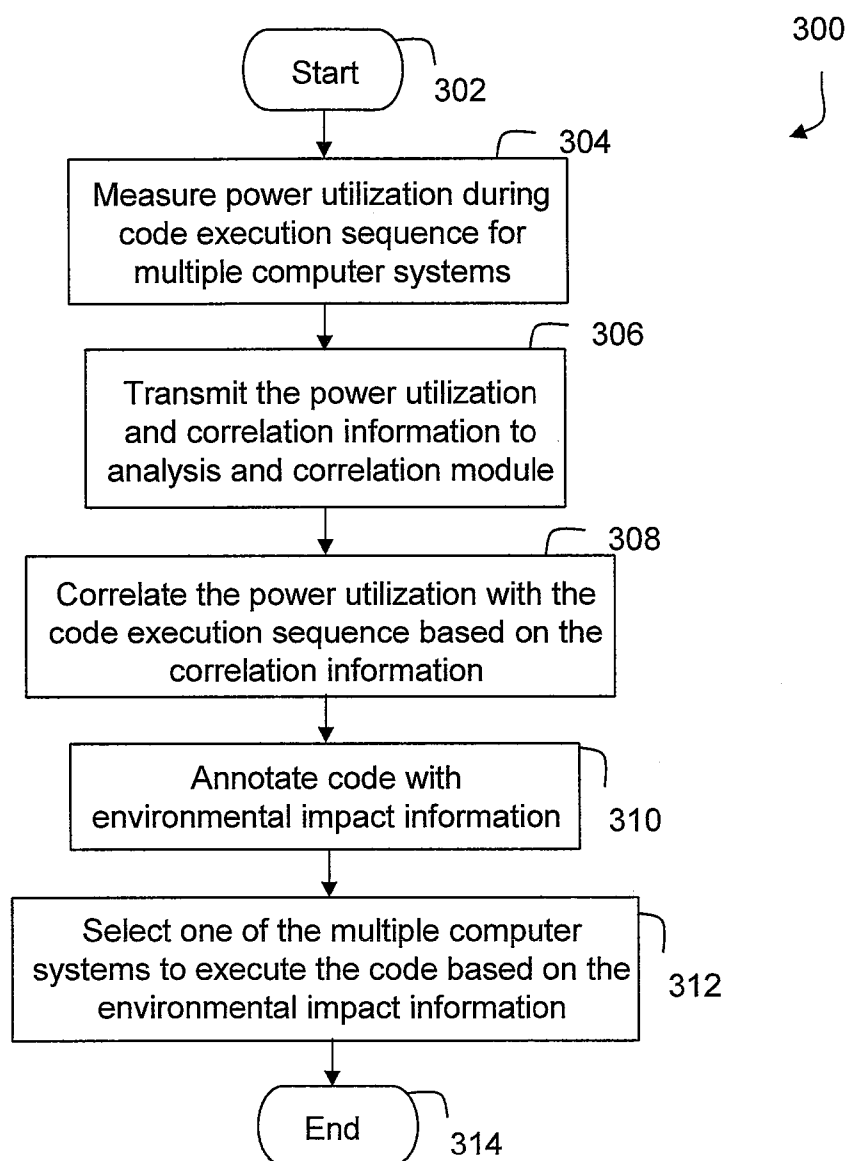 300
Start
302
304
Measure power utilization during
code execution sequence for
multiple computer systems
306
Transmit the power utilization
and correlation information to
analysis and correlation module
308
Correlate the power utilization with the
code execution sequence based on the
correlation information
Annotate code with
environmental impact information
310
Select one of the multiple computer
systems to execute the code based on the
environmental impact information
312
End
314